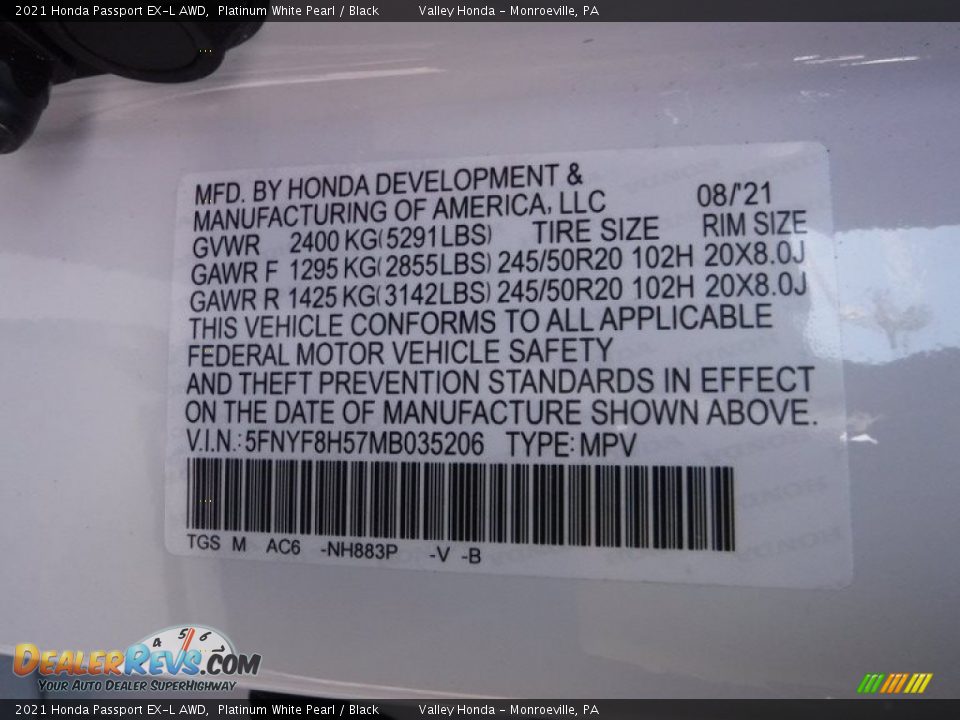 2021 Honda Passport EX-L AWD, Platinum White Pearl / Black Valley Honda - Monroeville, PA
MFD. BY HONDA DEVELOPMENT &
MANUFACTURING OF AMERICA, LLC 08/'21
GVWR 2400 KG(5291LBS) TIRE SIZE RIM SIZE
GAWR F 1295 KG(2855LBS) 245/50R20 102H 20X8.0J
GAWR R 1425 KG(3142LBS) 245/50R20 102H 20X8.0J
THIS VEHICLE CONFORMS TO ALL APPLICABLE
FEDERAL MOTOR VEHICLE SAFETY
AND THEFT PREVENTION STANDARDS IN EFFECT
ON THE DATE OF MANUFACTURE SHOWN ABOVE.
V.I.N.: 5FNYF8H57MB035206 TYPE: MPV
TGS M AC6 -NH883P -V -B
4 5 6
DEALERREVS.COM
YOUR AUTO DEALER SUPERHIGHWAY
2021 Honda Passport EX-L AWD, Platinum White Pearl / Black Valley Honda - Monroeville, PA